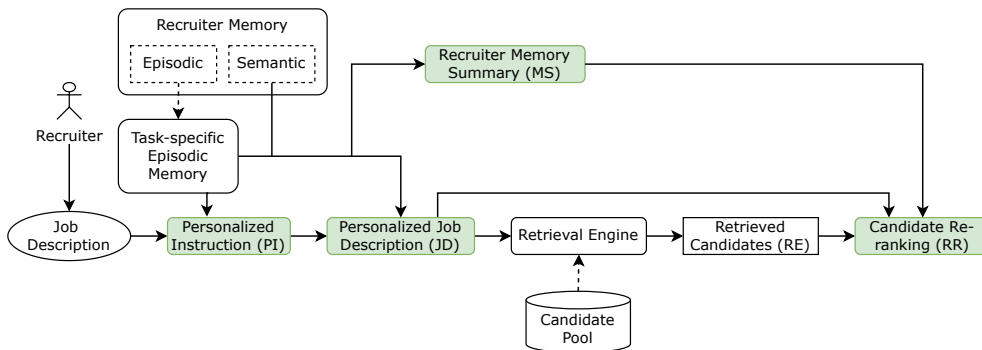 Recruiter Memory
Episodic
Semantic
Recruiter Memory
Summary (MS)
Recruiter
Task-specific
Episodic
Memory
Job
Description
Personalized
Instruction (PI)
Personalized Job
Description (JD)
Retrieval Engine
Retrieved
Candidates (RE)
Candidate Re-
ranking (RR)
Candidate
Pool